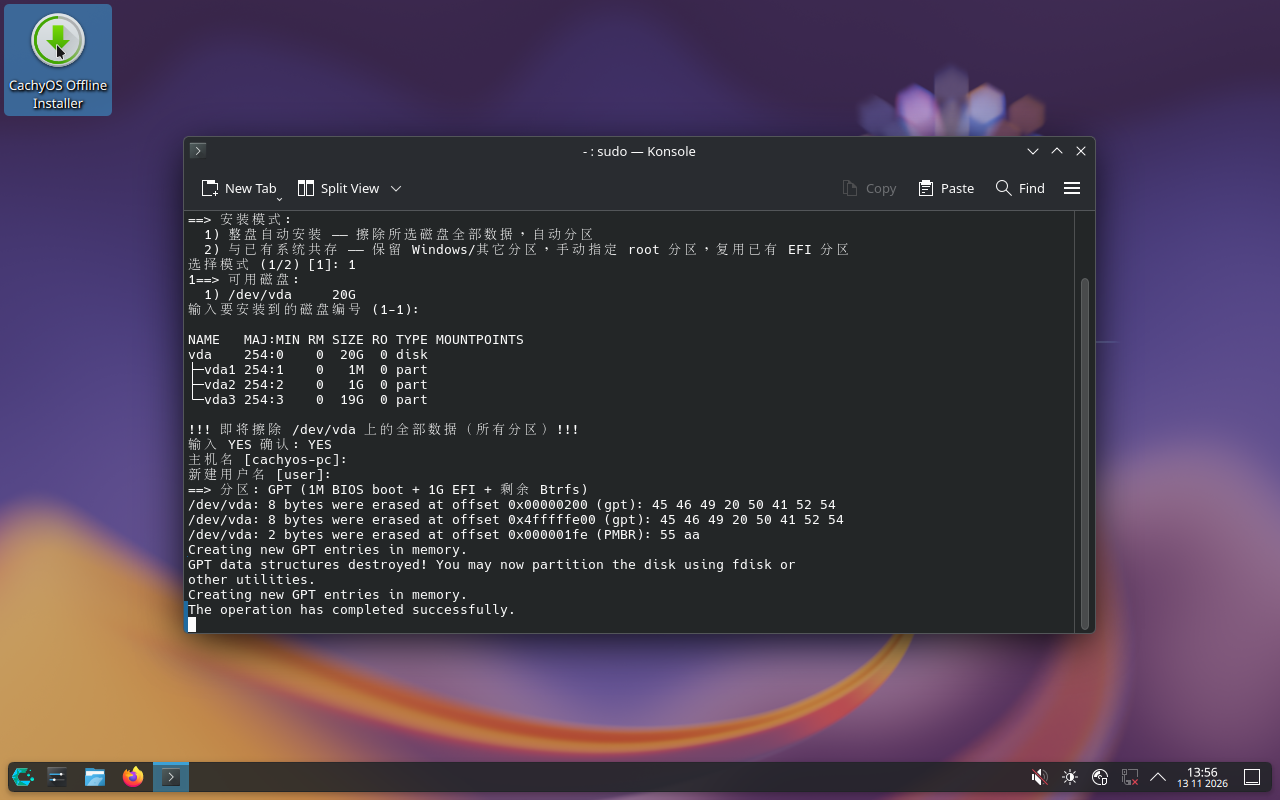 CachyOS Offline
Installer
- : sudo — Konsole
New Tab
Split View
Copy
Paste
Find
==> 安装模式:
1) 整盘自动安装 —— 擦除所选磁盘全部数据，自动分区
2) 与已有系统共存 —— 保留 Windows/其它分区，手动指定 root 分区，复用已有 EFI 分区
选择模式 (1/2) [1]: 1
1==> 可用磁盘:
1) /dev/vda     20G
输入要安装到的磁盘编号 (1-1):
NAME   MAJ:MIN RM SIZE RO TYPE MOUNTPOINTS
vda    254:0    0  20G  0 disk
├─vda1 254:1    0   1M  0 part
├─vda2 254:2    0   1G  0 part
└─vda3 254:3    0  19G  0 part
!!! 即将擦除 /dev/vda 上的全部数据（所有分区）!!!
输入 YES 确认: YES
主机名 [cachyos-pc]:
新建用户名 [user]:
==> 分区: GPT (1M BIOS boot + 1G EFI + 剩余 Btrfs)
/dev/vda: 8 bytes were erased at offset 0x00000200 (gpt): 45 46 49 20 50 41 52 54
/dev/vda: 8 bytes were erased at offset 0x4fffffe00 (gpt): 45 46 49 20 50 41 52 54
/dev/vda: 2 bytes were erased at offset 0x000001fe (PMBR): 55 aa
Creating new GPT entries in memory.
GPT data structures destroyed! You may now partition the disk using fdisk or
other utilities.
Creating new GPT entries in memory.
The operation has completed successfully.
13:56
13 11 2026